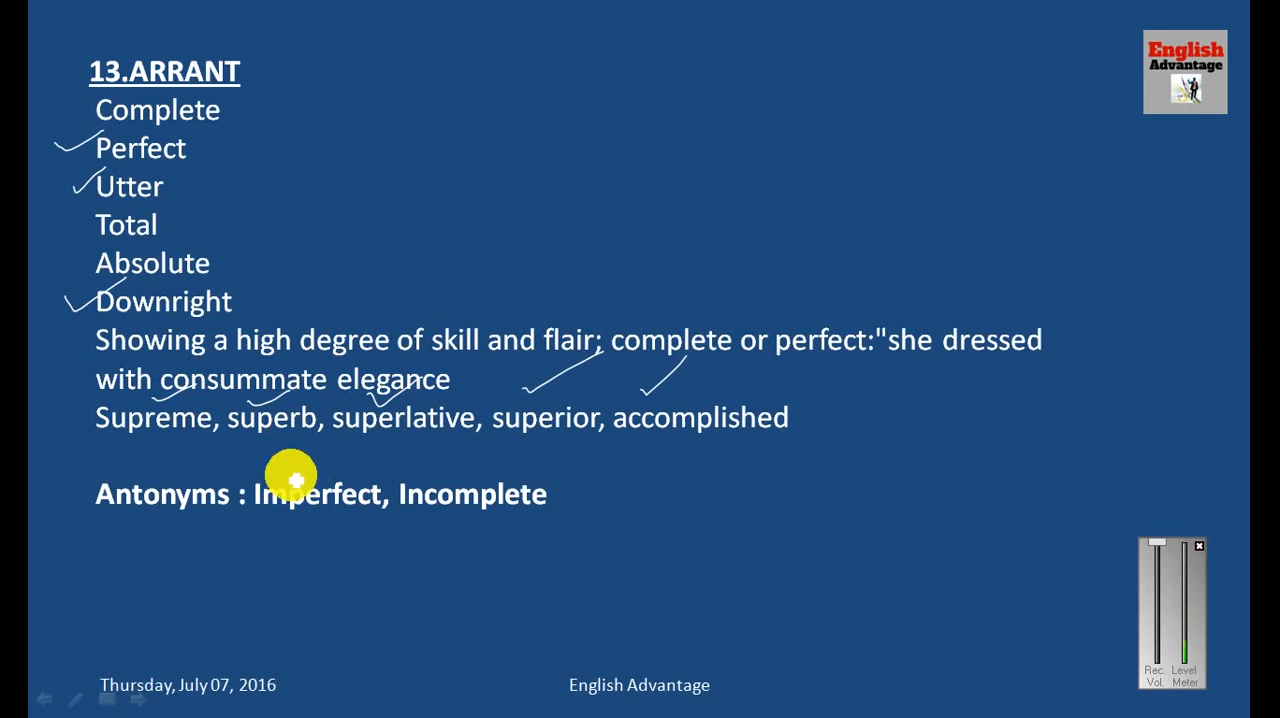 English
Advantage
13.ARRANT
Complete
Perfect
Utter
Total
Absolute
Downright
Showing a high degree of skill and flair; complete or perfect:"she dressed
with consummate elegance
Supreme, superb, superlative, superior, accomplished
Antonyms : Imperfect, Incomplete
Rec. Level
Vol. Meter
Thursday, July 07, 2016
English Advantage